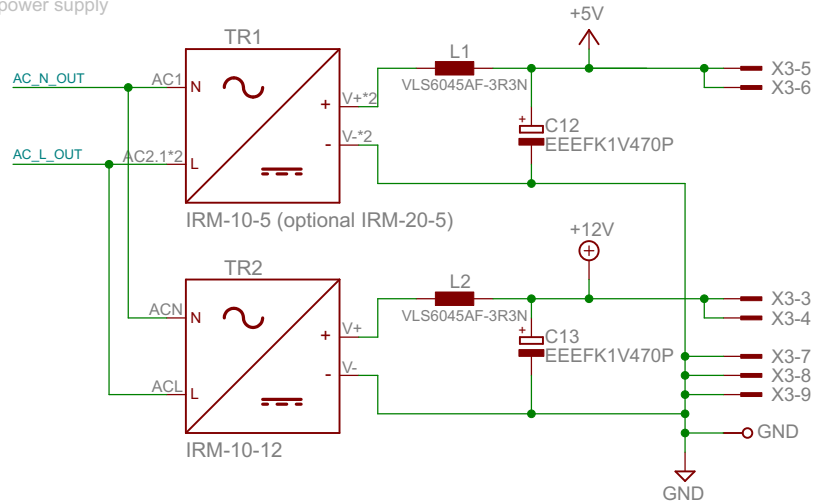 power supply
+5V
TR1
L1
AC_N_OUT
AC1
N
VLS6045AF-3R3N
X3-5
X3-6
+
V+*2
C12
+
EEEFK1V470P
AC_L_OUT
AC2.1*2
L
-
V-*2
IRM-10-5 (optional IRM-20-5)
+12V
TR2
L2
ACN
N
VLS6045AF-3R3N
X3-3
X3-4
+
V+
C13
+
EEEFK1V470P
X3-7
-
V-
X3-8
ACL
L
X3-9
GND
IRM-10-12
GND